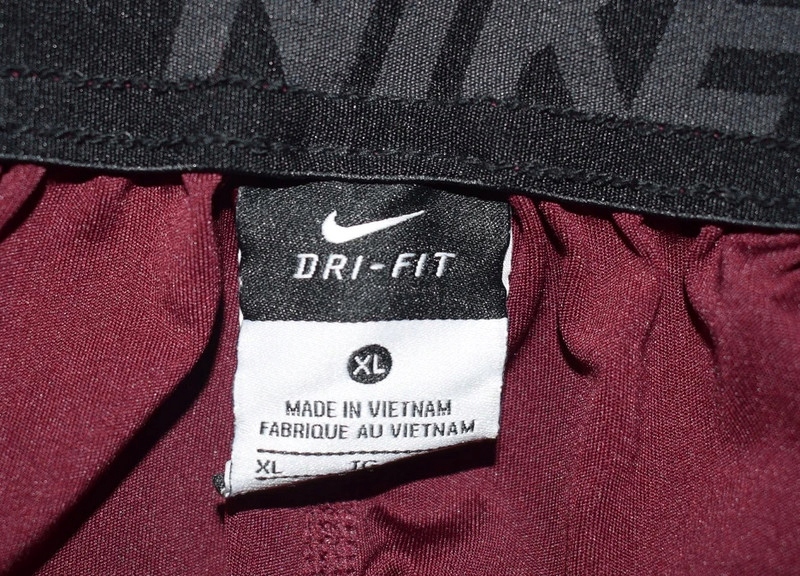 NIKE
DRI-FIT
XL
MADE IN VIETNAM
FABRIQUE AU VIETNAM
XL